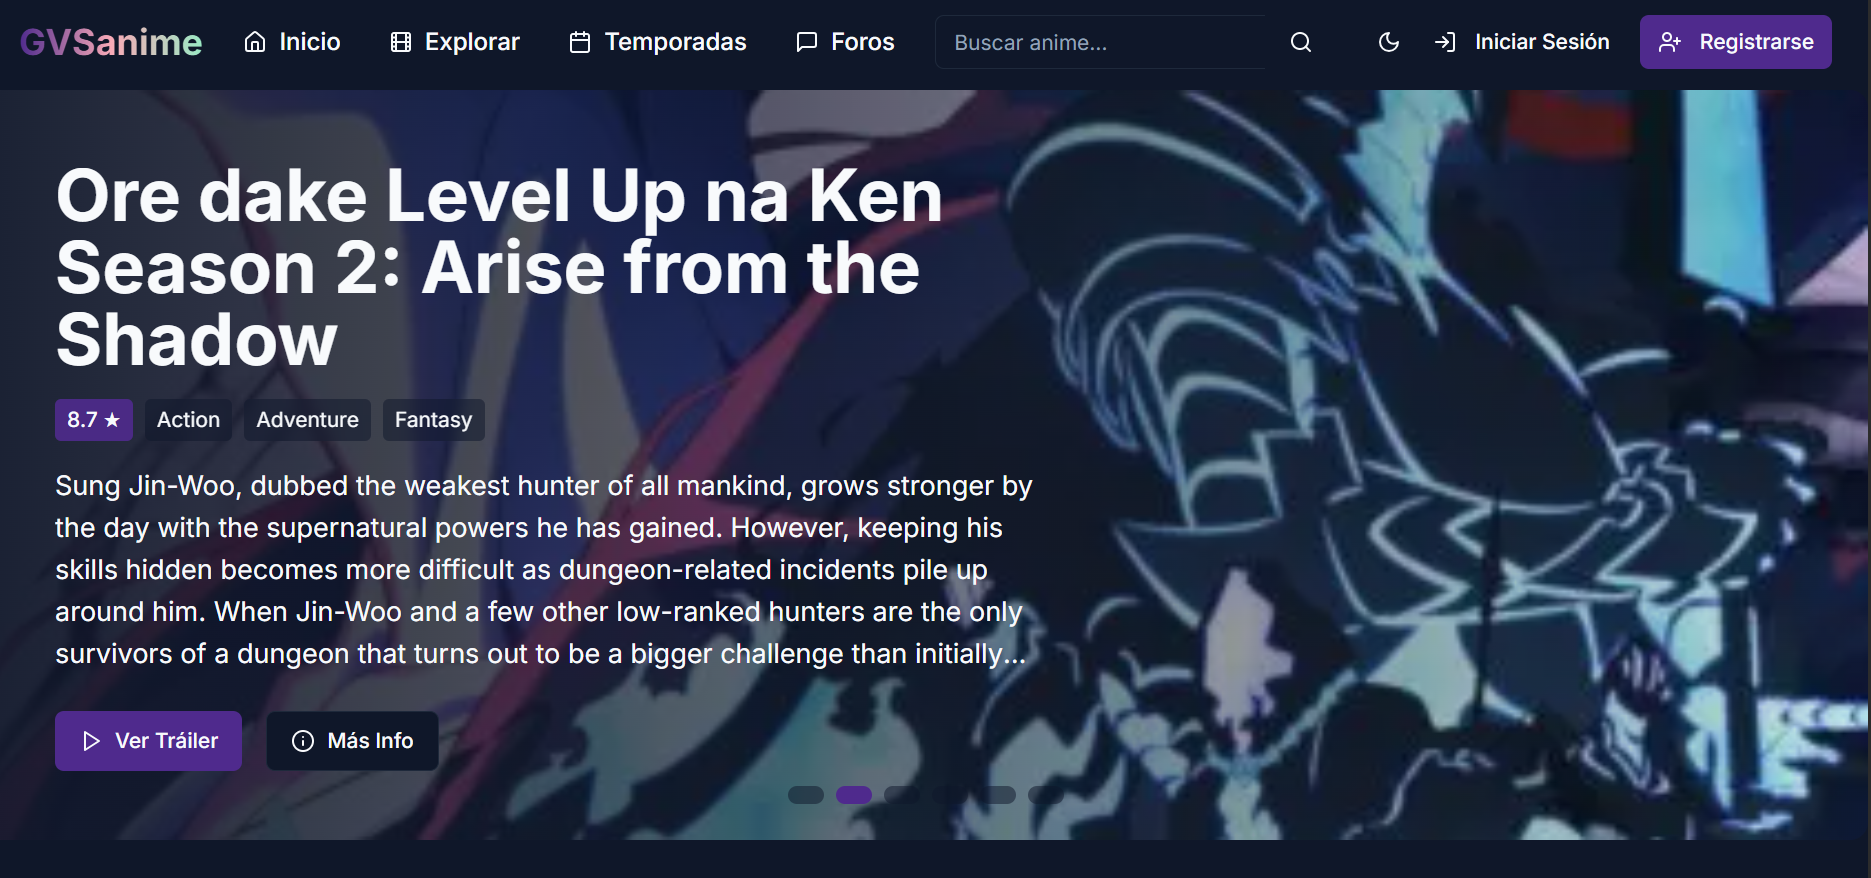 GVSanime
Inicio
Explorar
Temporadas
Foros
Buscar anime...
Iniciar Sesión
Registrarse
Ore dake Level Up na Ken
Season 2: Arise from the
Shadow
8.7 ★
Action
Adventure
Fantasy
Sung Jin-Woo, dubbed the weakest hunter of all mankind, grows stronger by
the day with the supernatural powers he has gained. However, keeping his
skills hidden becomes more difficult as dungeon-related incidents pile up
around him. When Jin-Woo and a few other low-ranked hunters are the only
survivors of a dungeon that turns out to be a bigger challenge than initially...
Ver Tráiler
Más Info